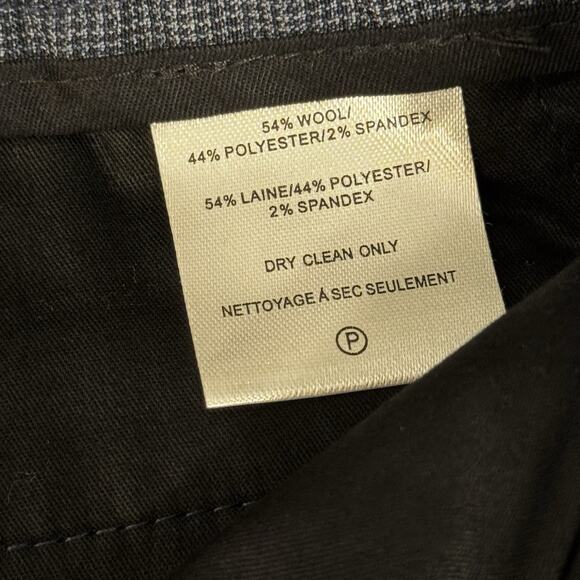 54% WOOL/
44% POLYESTER/2% SPANDEX
54% LAINE/44% POLYESTER/
2% SPANDEX
DRY CLEAN ONLY
NETTOYAGE À SEC SEULEMENT
P